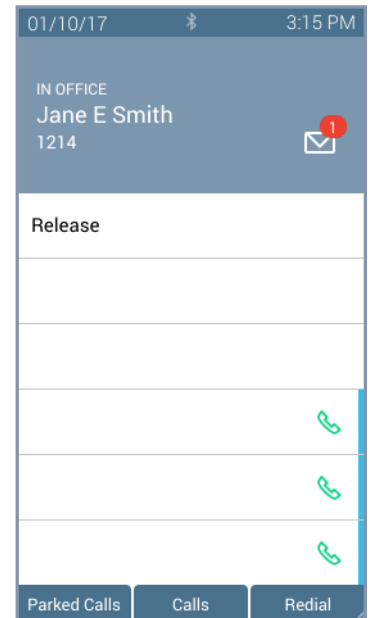 01/10/17 3:15 PM
IN OFFICE
Jane E Smith
1214
1
Release
Parked Calls Calls Redial